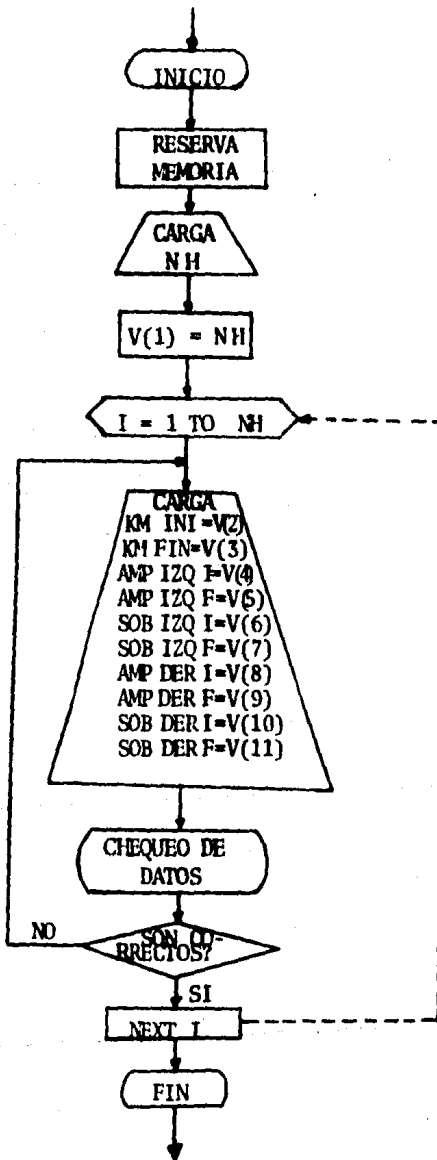 INICIO
RESERVA
MEMORIA
CARGA
NH
V(1) = NH
I = 1 TO NH
CARGA
KM INI=V(2)
KM FIN=V(3)
AMP IZQ I=V(4)
AMP IZQ F=V(5)
SOB IZQ I=V(6)
SOB IZQ F=V(7)
AMP DER I=V(8)
AMP DER F=V(9)
SOB DER I=V(10)
SOB DER F=V(11)
CHEQUEO DE
DATOS
NO
SON CO-
RRECTOS?
SI
NEXT I
FIN